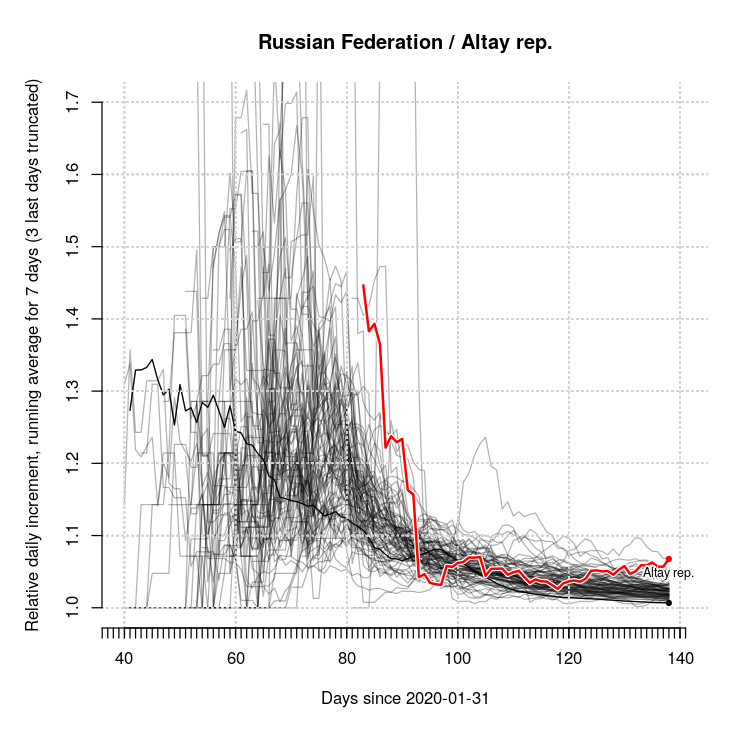 Russian Federation / Altay rep.
Relative daily increment, running average for 7 days (3 last days truncated)
1.7
1.6
1.5
1.4
1.3
1.2
1.1
1.0
Altay rep.
40 60 80 100 120 140
Days since 2020-01-31